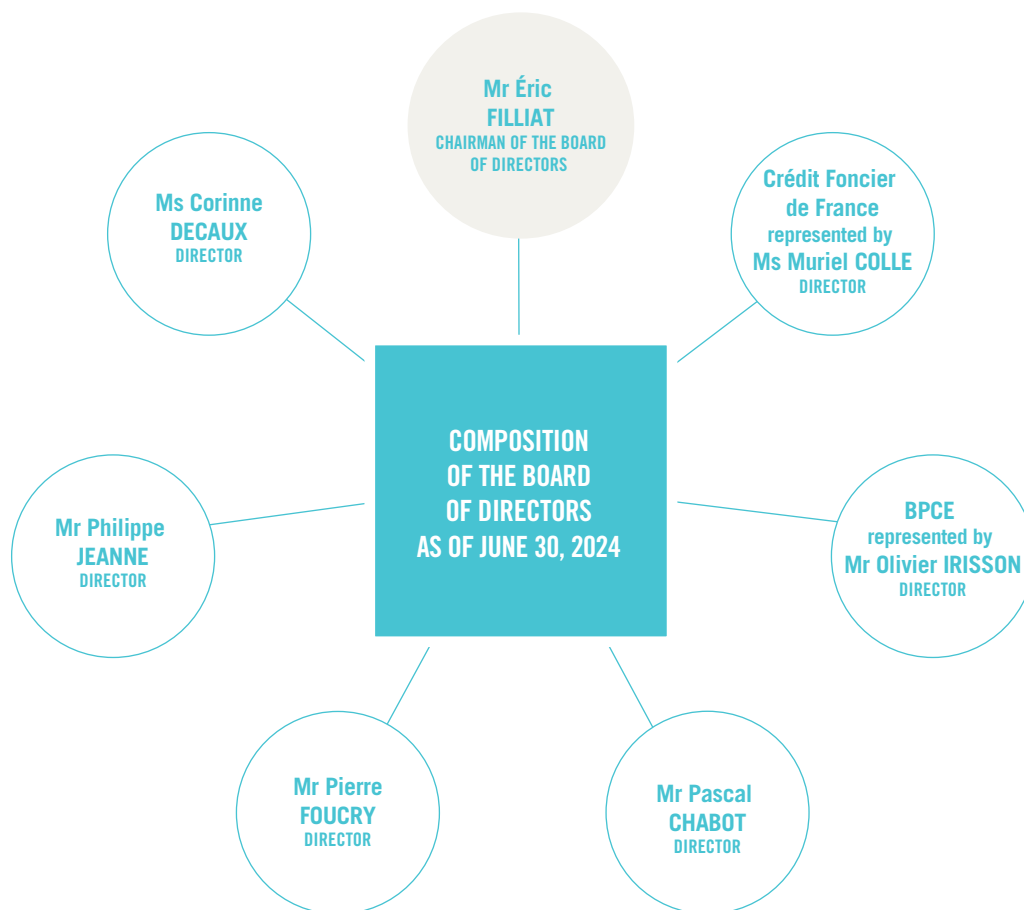 Mr Éric
FILLIAT
CHAIRMAN OF THE BOARD
OF DIRECTORS
Ms Corinne
DECAUX
DIRECTOR
Crédit Foncier
de France
represented by
Ms Muriel COLLE
DIRECTOR
COMPOSITION
OF THE BOARD
OF DIRECTORS
AS OF JUNE 30, 2024
Mr Philippe
JEANNE
DIRECTOR
BPCE
represented by
Mr Olivier IRISSON
DIRECTOR
Mr Pierre
FOUCRY
DIRECTOR
Mr Pascal
CHABOT
DIRECTOR